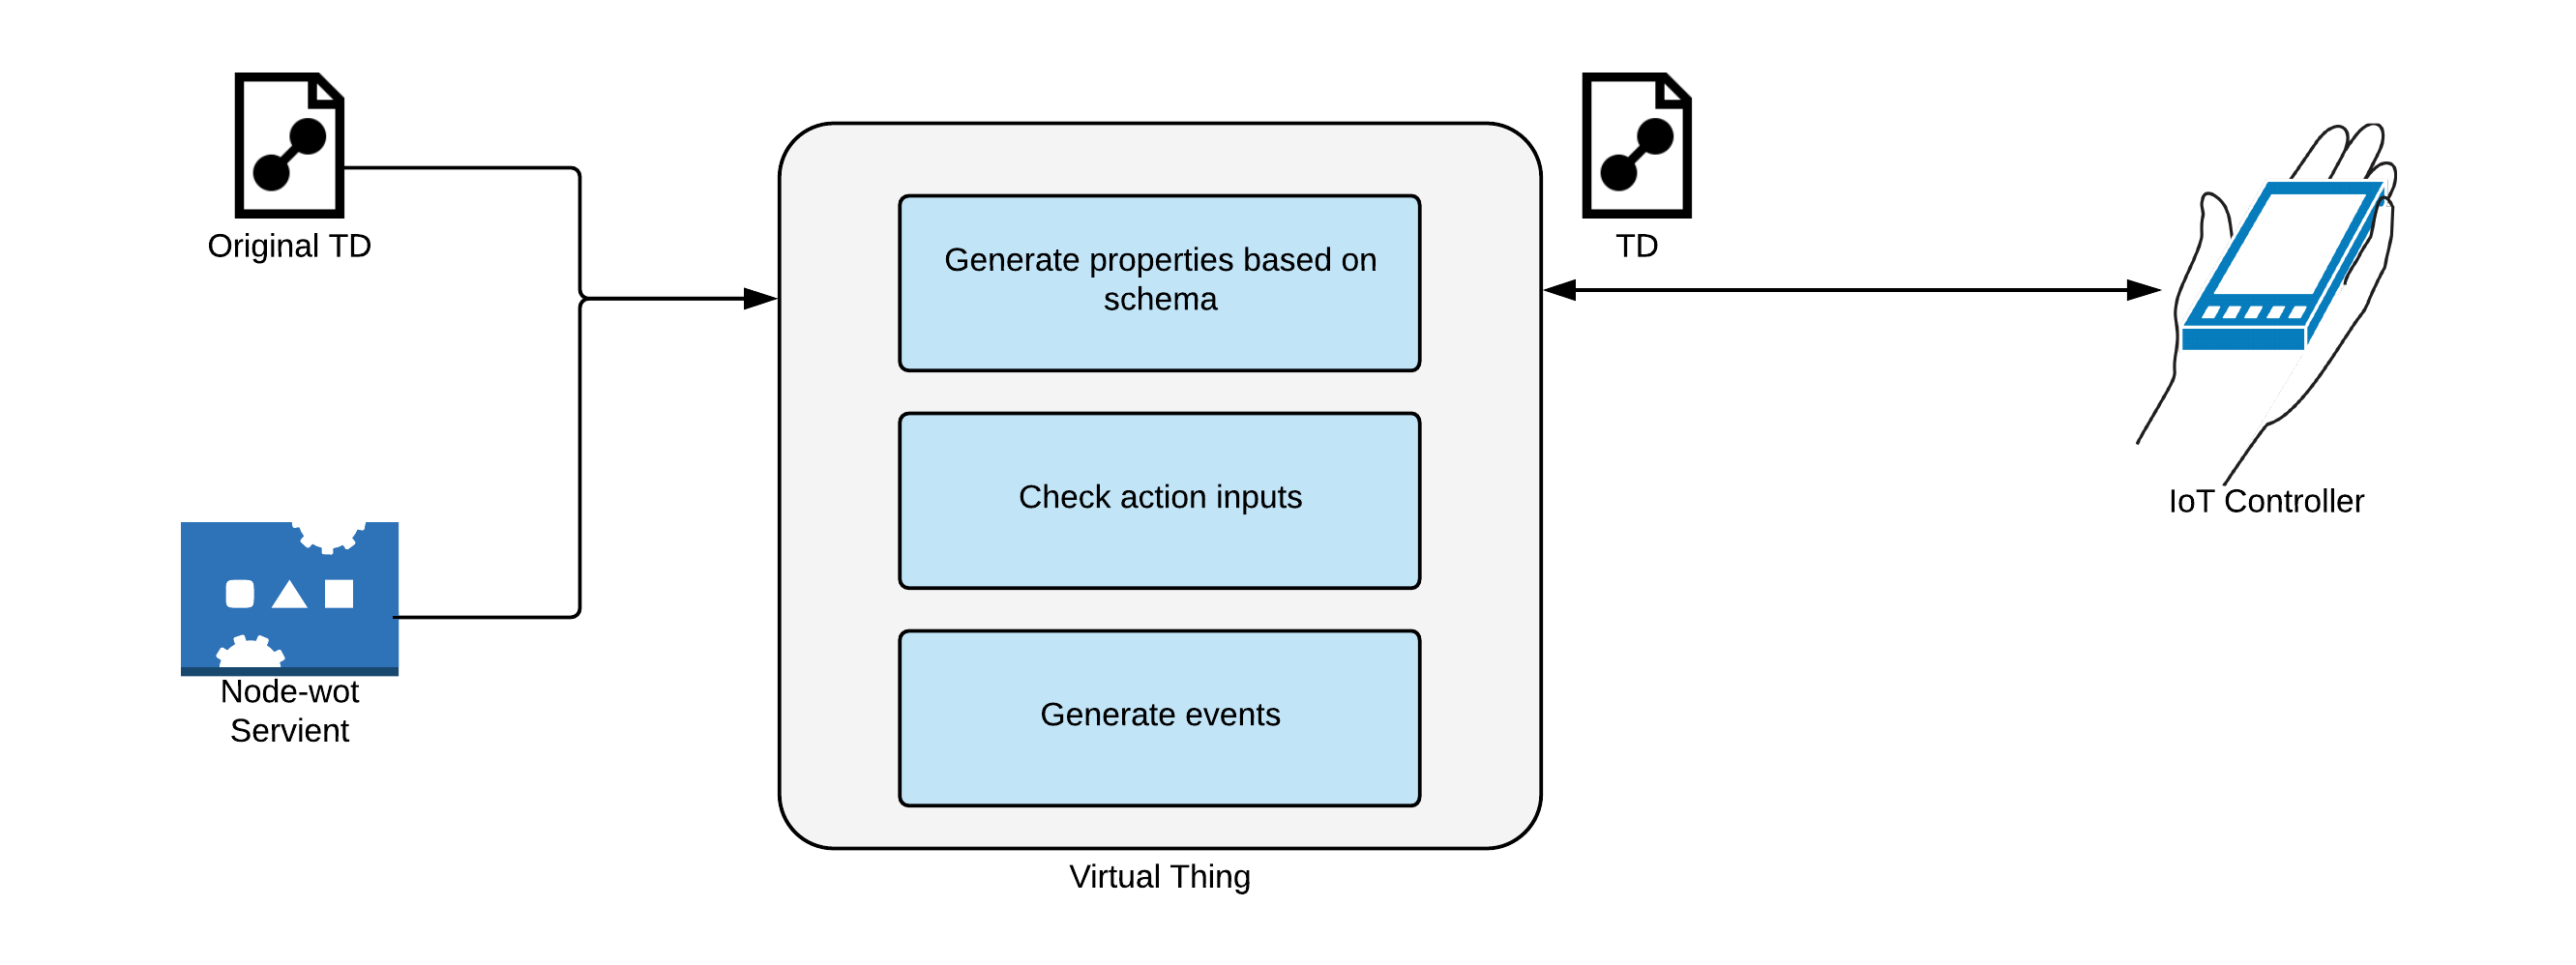 Original TD
Node-wot
Servient
Generate properties based on
schema
Check action inputs
Generate events
Virtual Thing
TD
IoT Controller